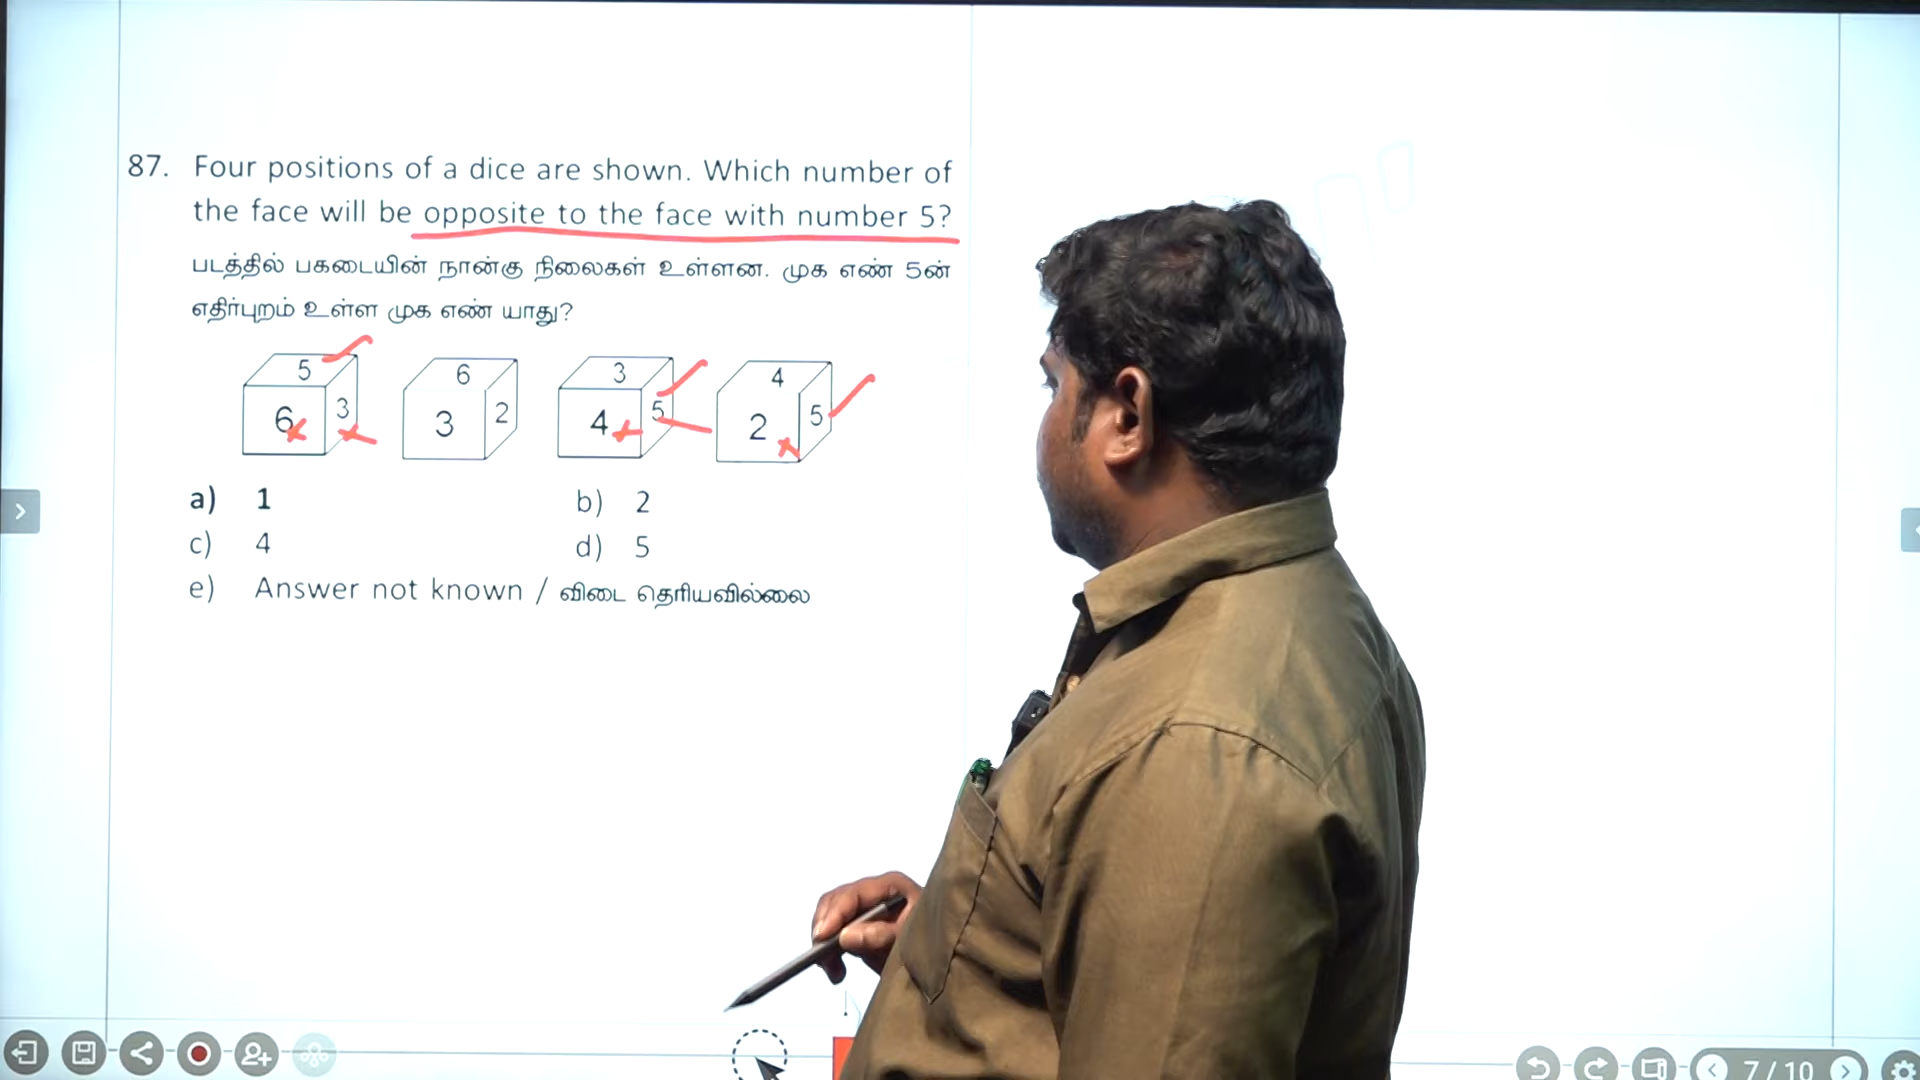 87. Four positions of a dice are shown. Which number of
the face will be opposite to the face with number 5?
படத்தில் பகடையின் நான்கு நிலைகள் உள்ளன. முக எண் 5ன்
எதிர்புறம் உள்ள முக எண் யாது?
5 6 3
6 3 2
3 4 5
4 2 5
a) 1 b) 2
c) 4 d) 5
e) Answer not known / விடை தெரியவில்லை
7 / 10